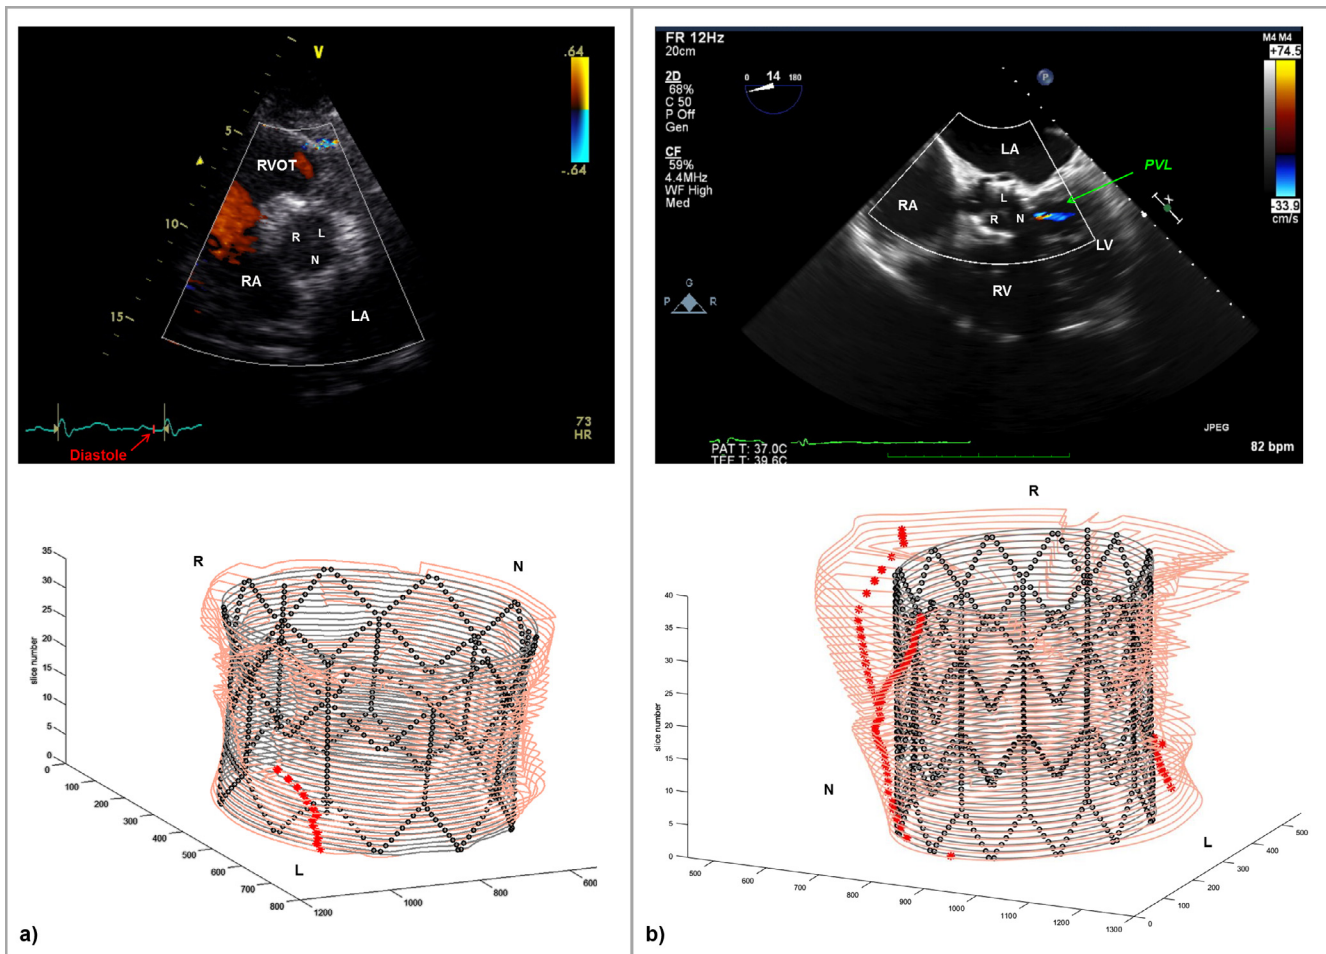 V
.64
-.64
5
10
15
RVOT
R
L
N
RA
LA
Diastole
73
HR
FR 12Hz
20cm
2D
68%
C 50
P Off
Gen
CF
59%
4.4MHz
WF High
Med
0 14 180
P
M4 M4
+74.5
-33.9
cm/s
LA
PVL
RA
L
R
N
LV
RV
G
P
R
X
JPEG
PAT T: 37.0C
TEE T: 39.6C
82 bpm
R
N
L
slice number
35
30
25
20
15
10
5
0
0
100
200
300
400
500
600
700
800
1200
1000
800
600
a)
R
N
L
slice number
40
35
30
25
20
15
10
5
0
500
600
700
800
900
1000
1100
1200
1300
0
100
200
300
400
500
b)